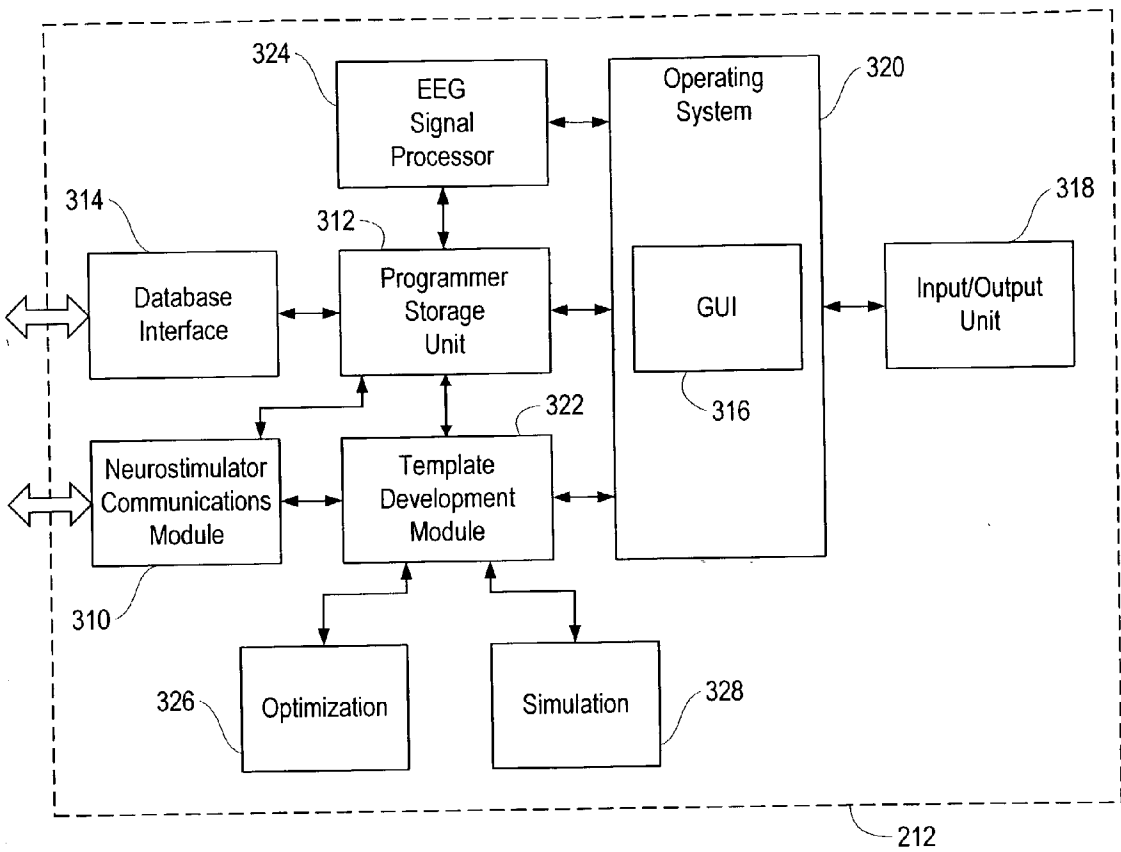 324
EEG
Signal
Processor
Operating
System
320
314
312
318
Database
Interface
Programmer
Storage
Unit
GUI
Input/Output
Unit
316
322
Neurostimulator
Communications
Module
Template
Development
Module
310
326
Optimization
Simulation
328
212